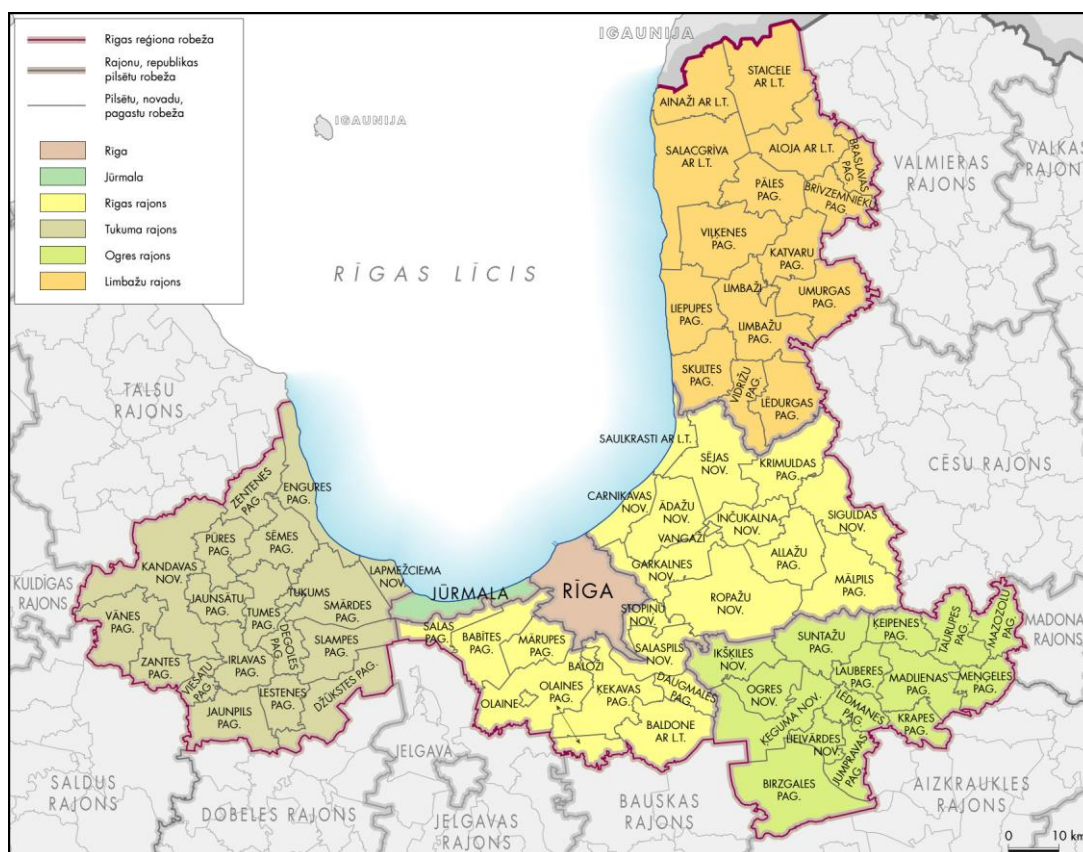 Rīgas reģiona robeža
Rajonu, republikas
pilsētu robeža
Pilsētu, novadu,
pagastu robeža
Rīga
Jūrmala
Rīgas rajons
Tukuma rajons
Ogres rajons
Limbažu rajons
IGAUNIJA
IGAUNIJA
RĪGAS LĪCIS
STAICELE
AR L.T.
AINAŽI AR L.T.
SALACGRĪVA
AR L.T.
ALOJA AR L.T.
BRASLAVAS
PAG.
BRĪVZEMNIEKU
PAG.
PĀLES
PAG.
VIĻĶENES
PAG.
KATVARU
PAG.
LIMBAŽI
UMURGAS
PAG.
LIEPUPES
PAG.
LIMBAŽU
PAG.
SKULTES
PAG.
VIDRIŽU
PAG.
LĒDURGAS
PAG.
VALMIERAS
RAJONS
VALKAS
RAJONS
TALSU
RAJONS
CĒSU RAJONS
SAULKRASTI AR L.T.
SĒJAS
NOV.
KRIMULDAS
PAG.
CARNIKAVAS
NOV.
ĀDAŽU
NOV.
INČUKALNA
NOV.
SIGULDAS
NOV.
VANGAŽI
GARKALNES
NOV.
ALLAŽU
PAG.
MĀLPILS
PAG.
ROPAŽU
NOV.
STOPIŅU
NOV.
RĪGA
JŪRMALA
SALASPILS
NOV.
ZENTENES
PAG.
ENGURES
PAG.
PŪRES
PAG.
SĒMES
PAG.
LAPMEŽCIEMA
NOV.
KANDAVAS
NOV.
JAUNSĀTU
PAG.
TUKUMS
SMĀRDES
PAG.
VĀNES
PAG.
TUMES
PAG.
DEGOLES
PAG.
SLAMPES
PAG.
ZANTES
PAG.
VIESATU
PAG.
IRLAVAS
PAG.
LESTENES
PAG.
DŽŪKSTES PAG.
JAUNPILS
PAG.
KULDĪGAS
RAJONS
SALAS
PAG.
BABĪTES
PAG.
MĀRUPES
PAG.
BALOŽI
OLAINE
OLAINES
PAG.
ĶEKAVAS
PAG.
DAUGMALES
PAG.
BALDONE
AR L.T.
IKŠĶILES
NOV.
SUNTAŽU
PAG.
ĶEIPENES
PAG.
TAURUPES
PAG.
MAZOZOLU
PAG.
MADONAS
RAJONS
OGRES
NOV.
ĶEGUMA NOV.
LAUBERES
PAG.
LĒDMANES
PAG.
MADLIENAS
PAG.
MEŅĢELES
PAG.
LIELVĀRDES
NOV.
JUMPRAVAS
PAG.
KRAPES
PAG.
BIRZGALES
PAG.
SALDUS
RAJONS
DOBELES RAJONS
JELGAVA
JELGAVAS
RAJONS
BAUSKAS
RAJONS
AIZKRAUKLES
RAJONS
0 10 km